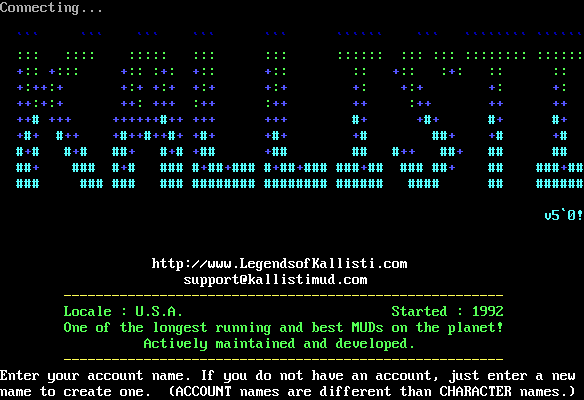 Connecting...
KALLISTI
v5`0!
http://www.LegendsofKallisti.com
support@kallistimud.com
Locale : U.S.A. Started : 1992
One of the longest running and best MUDs on the planet!
Actively maintained and developed.
Enter your account name. If you do not have an account, just enter a new
name to create one. (ACCOUNT names are different than CHARACTER names.)